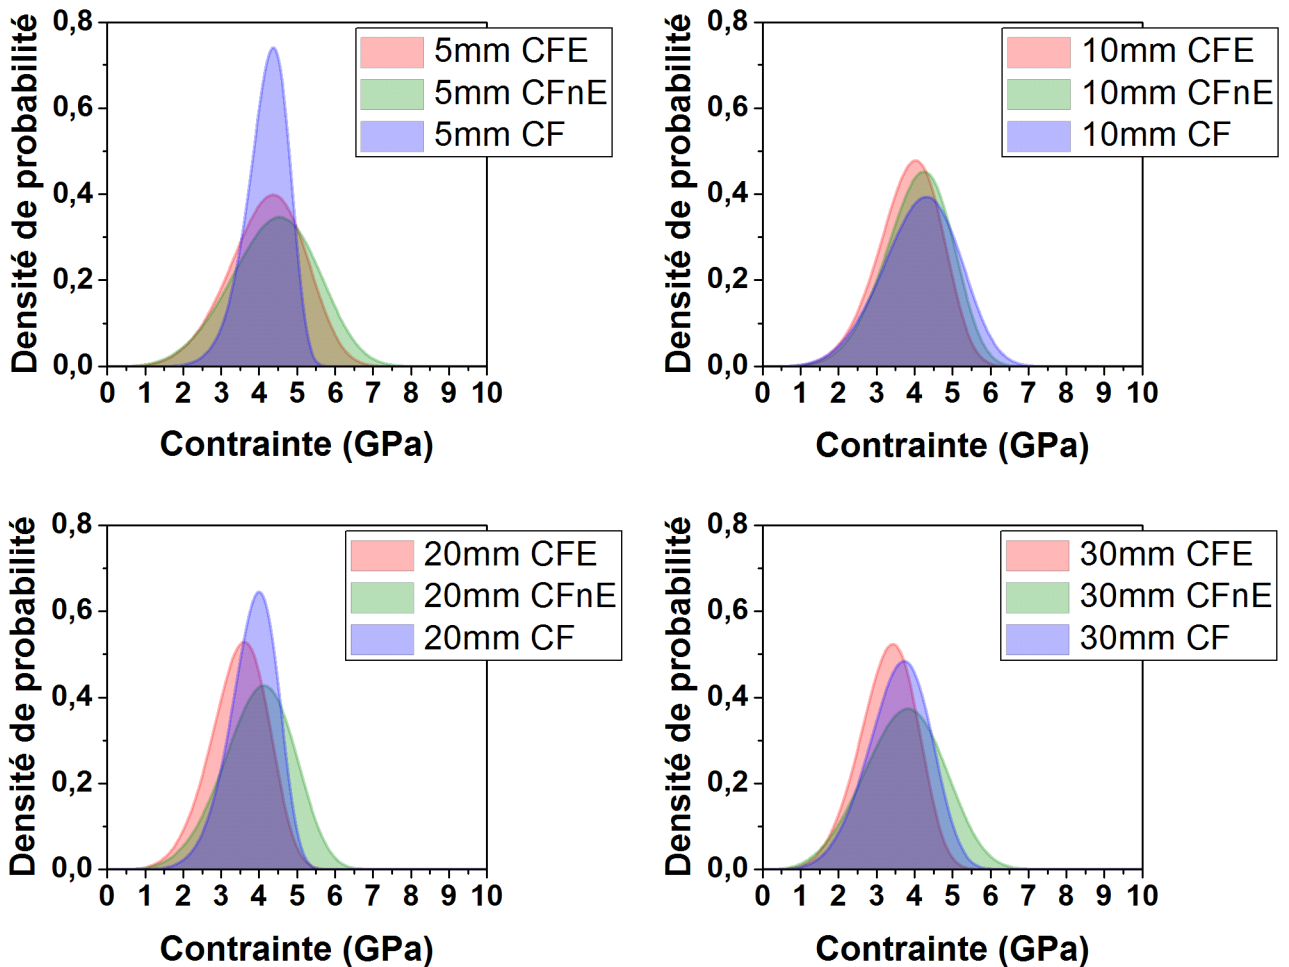 Densité de probabilité
0,8
0,6
0,4
0,2
0,0
0 1 2 3 4 5 6 7 8 9 10
Contrainte (GPa)
5mm CFE
5mm CFnE
5mm CF
Densité de probabilité
0,8
0,6
0,4
0,2
0,0
0 1 2 3 4 5 6 7 8 9 10
Contrainte (GPa)
10mm CFE
10mm CFnE
10mm CF
Densité de probabilité
0,8
0,6
0,4
0,2
0,0
0 1 2 3 4 5 6 7 8 9 10
Contrainte (GPa)
20mm CFE
20mm CFnE
20mm CF
Densité de probabilité
0,8
0,6
0,4
0,2
0,0
0 1 2 3 4 5 6 7 8 9 10
Contrainte (GPa)
30mm CFE
30mm CFnE
30mm CF